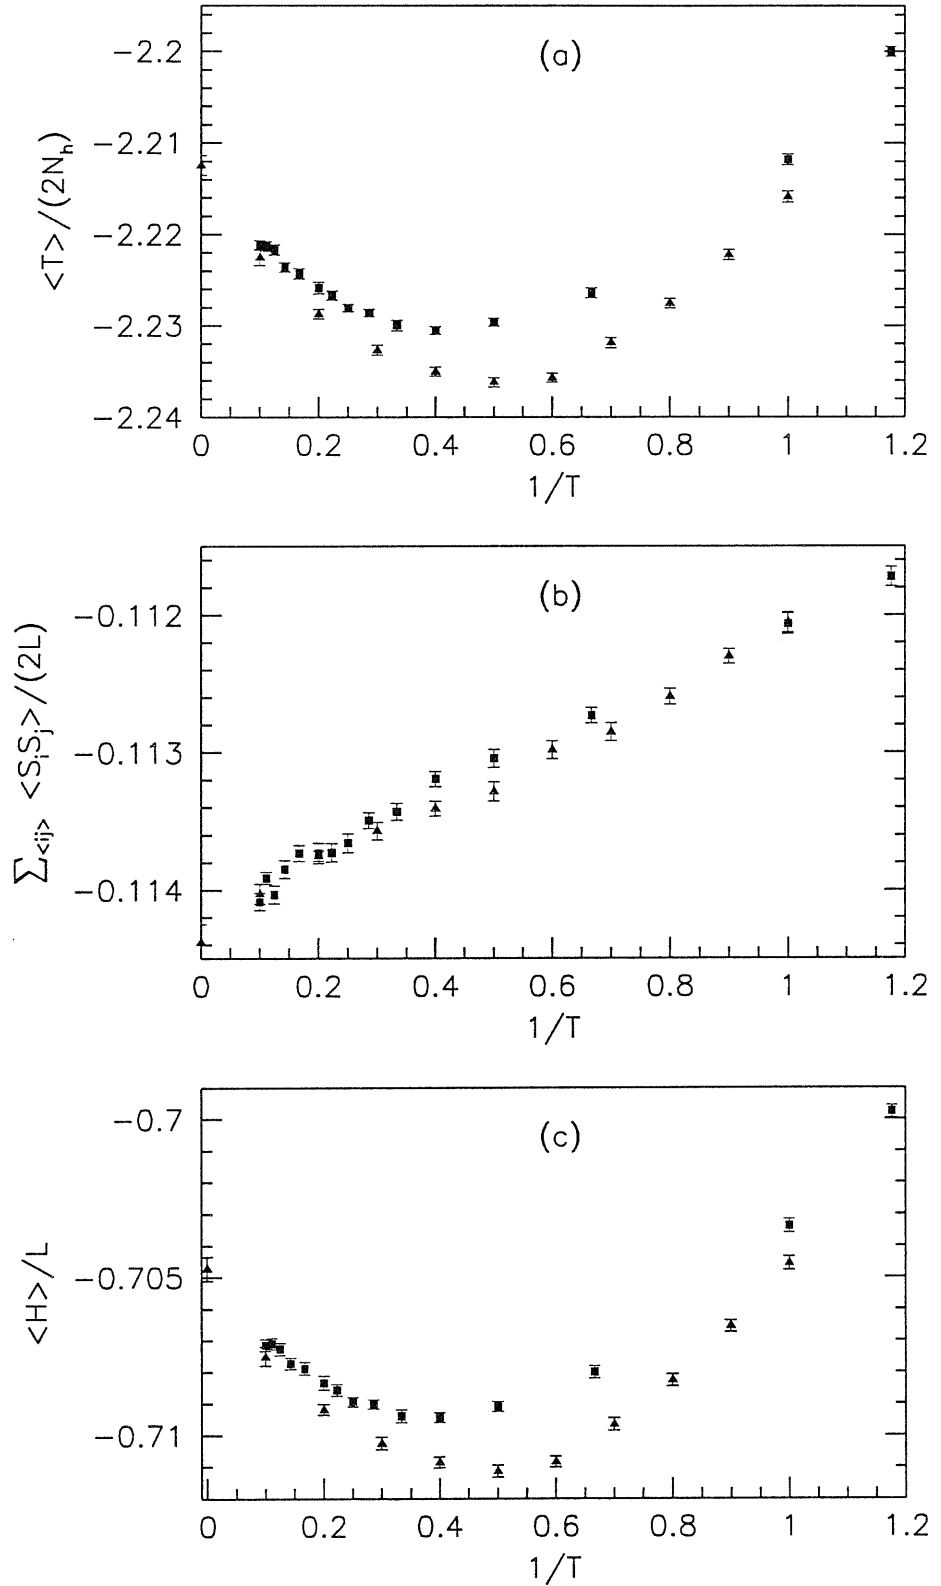 (a)
<T>/(2Nₕ)
−2.2
−2.21
−2.22
−2.23
−2.24
0 0.2 0.4 0.6 0.8 1 1.2
1/T
(b)
∑<ij> <SᵢSⱼ>/(2L)
−0.112
−0.113
−0.114
0 0.2 0.4 0.6 0.8 1 1.2
1/T
(c)
<H>/L
−0.7
−0.705
−0.71
0 0.2 0.4 0.6 0.8 1 1.2
1/T